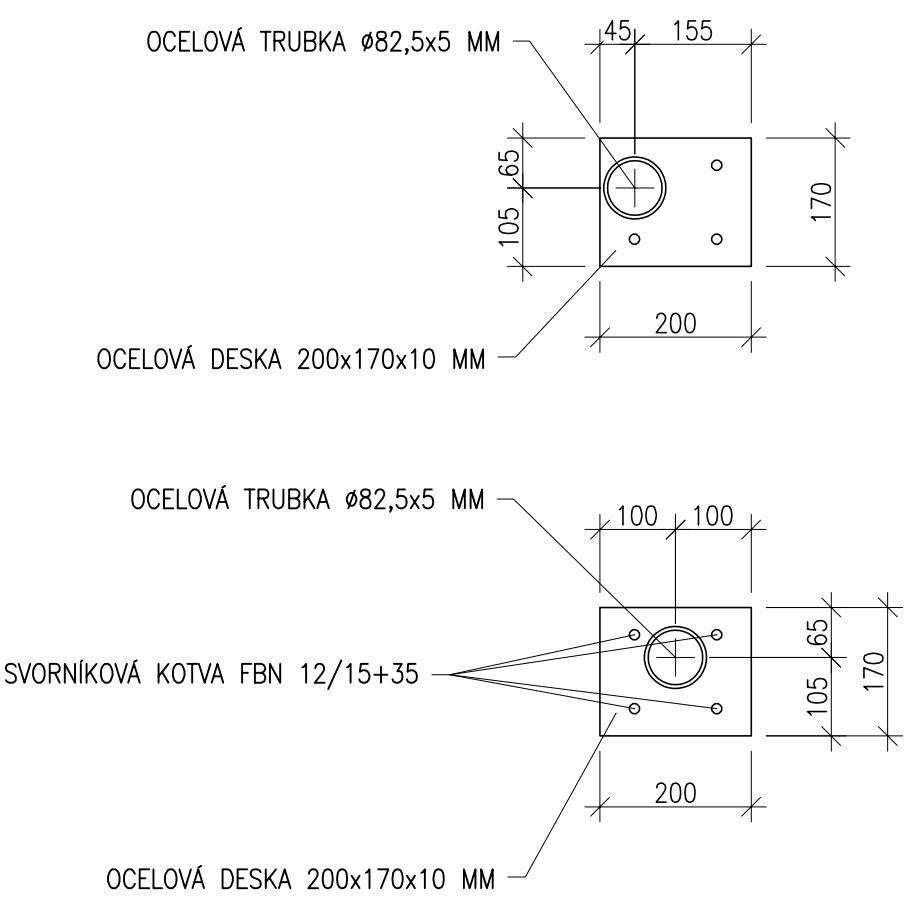 OCELOVÁ TRUBKA ø82,5x5 MM
45
155
65
105
170
200
OCELOVÁ DESKA 200x170x10 MM
OCELOVÁ TRUBKA ø82,5x5 MM
100
100
SVORNÍKOVÁ KOTVA FBN 12/15+35
65
105
170
200
OCELOVÁ DESKA 200x170x10 MM